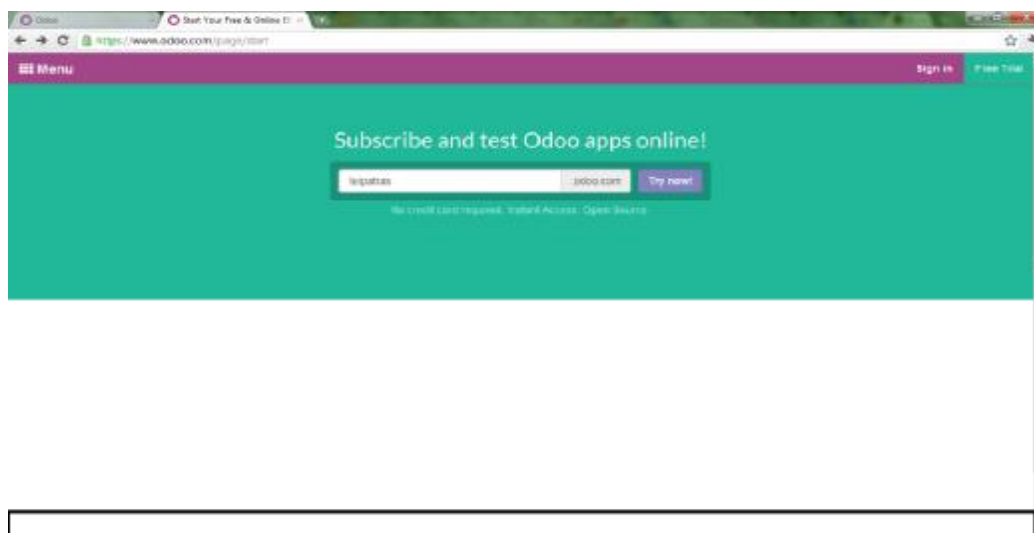 Odoo
Start Your Free & Online E
https://www.odoo.com/page/start
Menu
Sign in
Free Trial
Subscribe and test Odoo apps online!
.odoo.com
Try now!
No credit card required. Instant Access. Open Source.